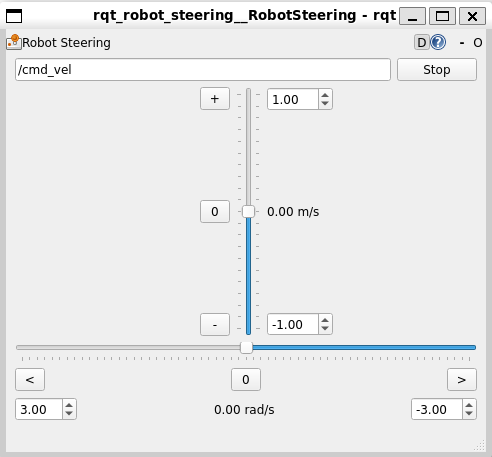 rqt_robot_steering__RobotSteering - rqt
Robot Steering D ? - O
/cmd_vel Stop
+ 1.00
0 0.00 m/s
- -1.00
< 0 >
3.00 0.00 rad/s -3.00